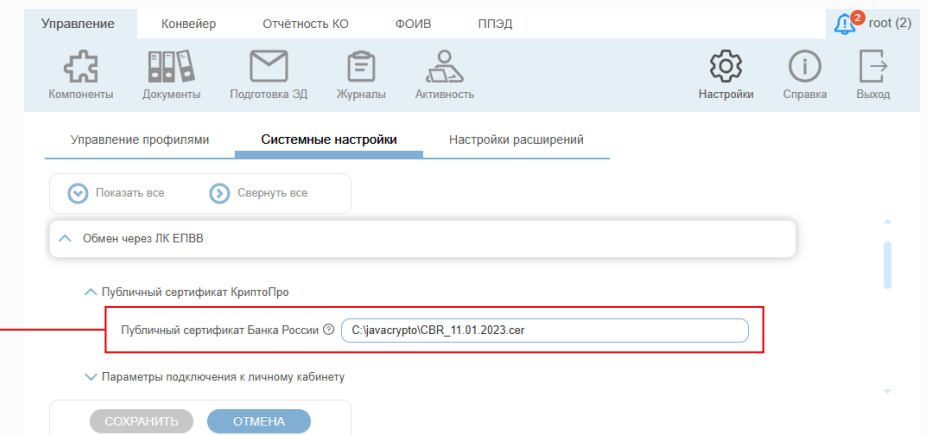 Управление Конвейер Отчётность КО ФОИВ ППЭД 2 root (2)
Компоненты Документы Подготовка ЭД Журналы Активность Настройки Справка Выход
Управление профилями Системные настройки Настройки расширений
Показать все Свернуть все
Обмен через ЛК ЕПВВ
Публичный сертификат КриптоПро
Публичный сертификат Банка России ? C:\javacrypto\CBR_11.01.2023.cer
Параметры подключения к личному кабинету
СОХРАНИТЬ ОТМЕНА